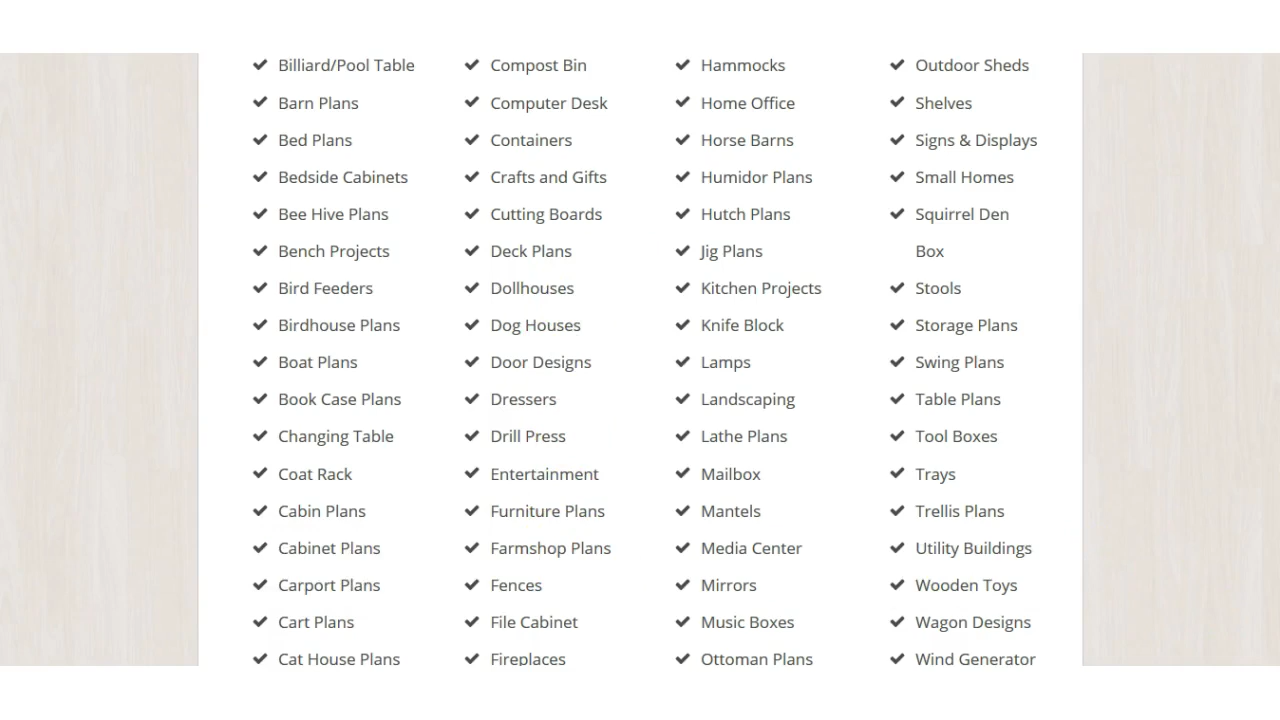 Billiard/Pool Table
Barn Plans
Bed Plans
Bedside Cabinets
Bee Hive Plans
Bench Projects
Bird Feeders
Birdhouse Plans
Boat Plans
Book Case Plans
Changing Table
Coat Rack
Cabin Plans
Cabinet Plans
Carport Plans
Cart Plans
Cat House Plans
Compost Bin
Computer Desk
Containers
Crafts and Gifts
Cutting Boards
Deck Plans
Dollhouses
Dog Houses
Door Designs
Dressers
Drill Press
Entertainment
Furniture Plans
Farmshop Plans
Fences
File Cabinet
Fireplaces
Hammocks
Home Office
Horse Barns
Humidor Plans
Hutch Plans
Jig Plans
Kitchen Projects
Knife Block
Lamps
Landscaping
Lathe Plans
Mailbox
Mantels
Media Center
Mirrors
Music Boxes
Ottoman Plans
Outdoor Sheds
Shelves
Signs & Displays
Small Homes
Squirrel Den
Box
Stools
Storage Plans
Swing Plans
Table Plans
Tool Boxes
Trays
Trellis Plans
Utility Buildings
Wooden Toys
Wagon Designs
Wind Generator